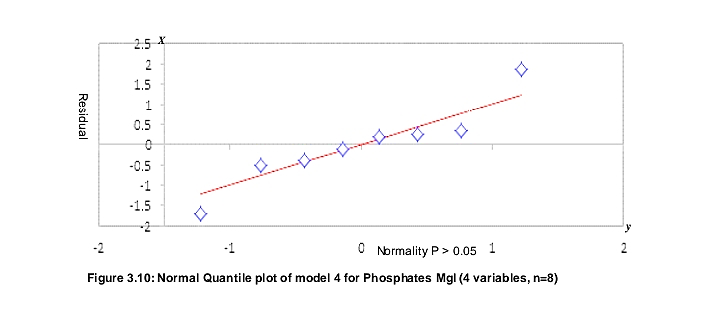 x
2.5
2
1.5
1
0.5
0
-0.5
-1
-1.5
-2
Residual
y
-2 -1 0 1 2
Normality P > 0.05
Figure 3.10: Normal Quantile plot of model 4 for Phosphates Mgl (4 variables, n=8)